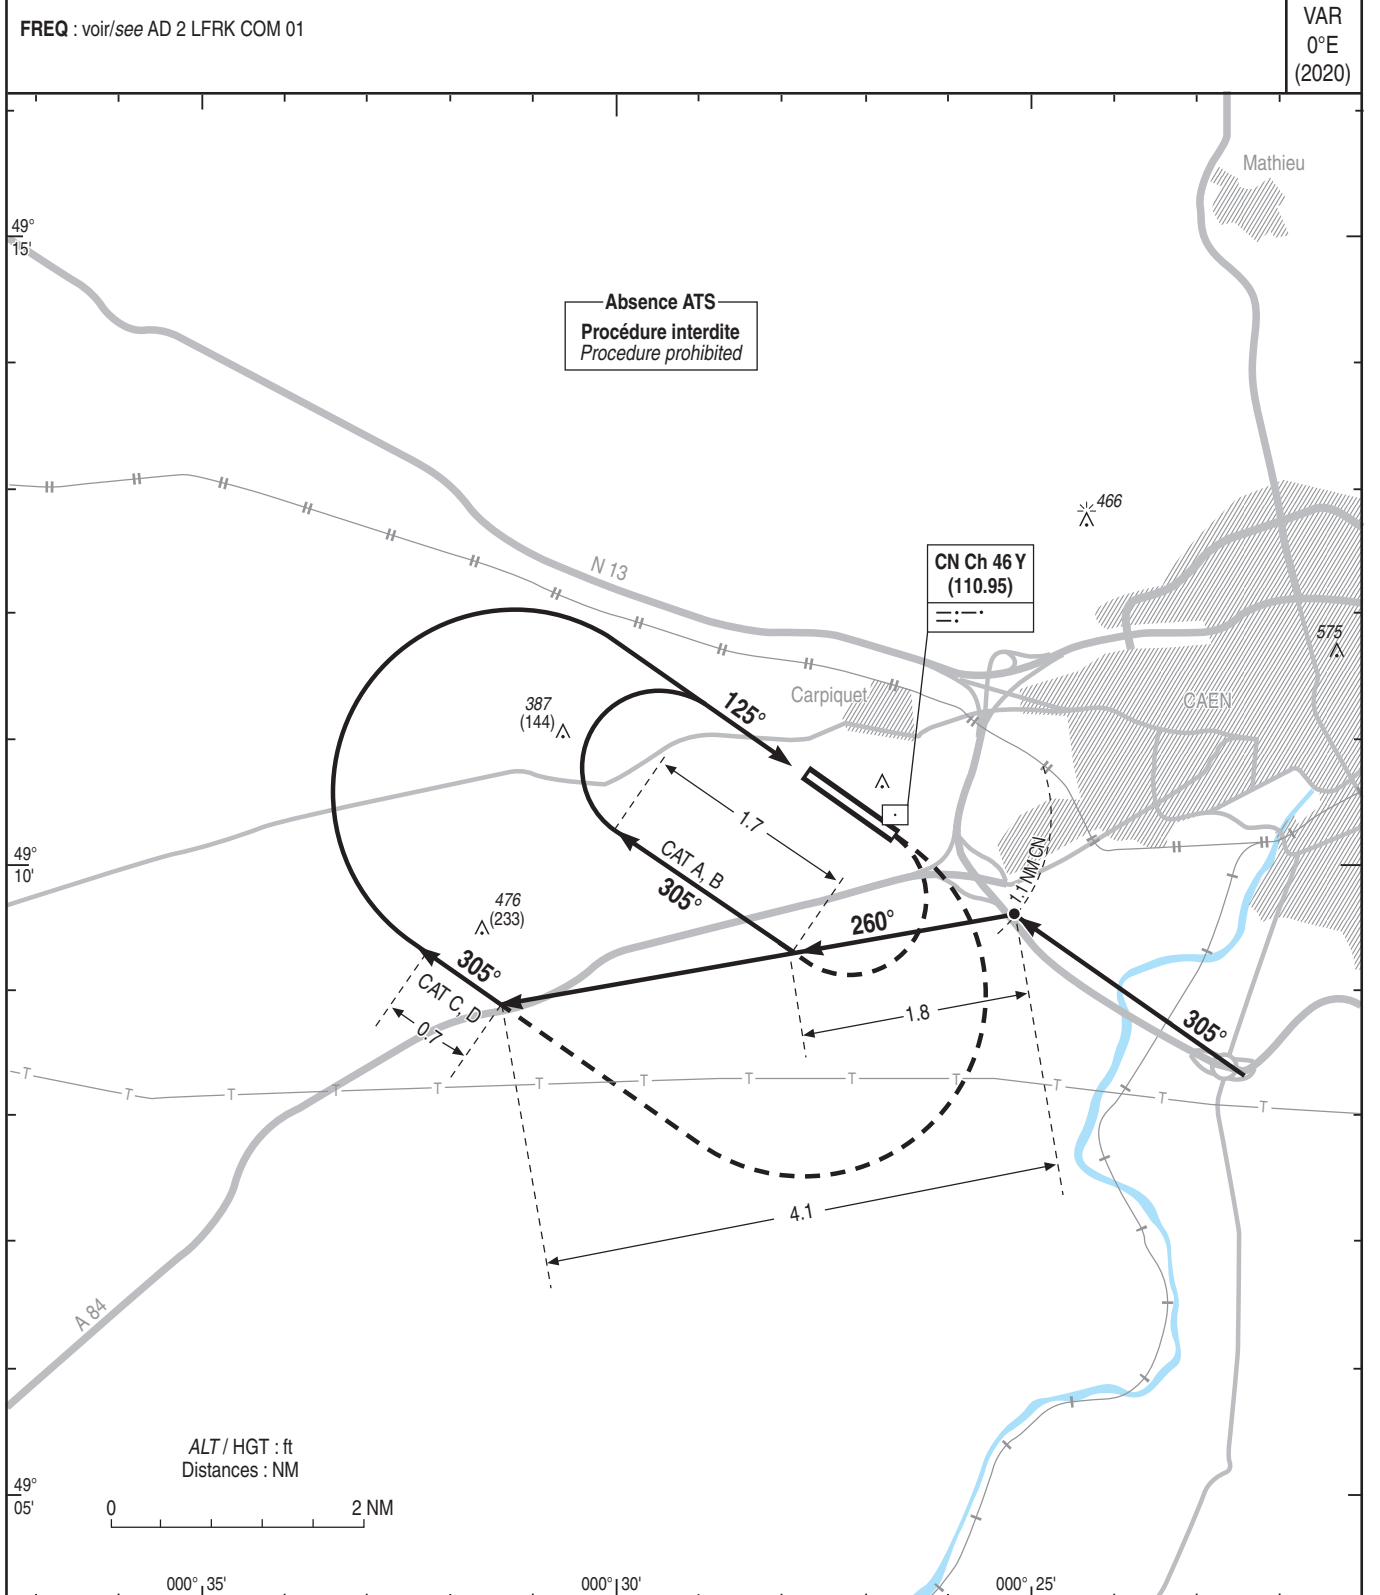 FREQ : voir/see AD 2 LFRK COM 01
VAR
0°E
(2020)
Mathieu
49°
15'
Absence ATS
Procédure interdite
Procedure prohibited
466
N 13
CN Ch 46 Y
(110.95)
575
Carpiquet
CAEN
125°
387
(144)
1.7
CAT A, B
305°
1.1 NM CN
49°
10'
476
(233)
260°
305°
CAT C, D
0.7
1.8
305°
T
T
T
T
T
T
T
T
T
T
T
T
T
4.1
A 84
ALT / HGT : ft
Distances : NM
49°
05'
0
2 NM
000° 35'
000° 30'
000° 25'